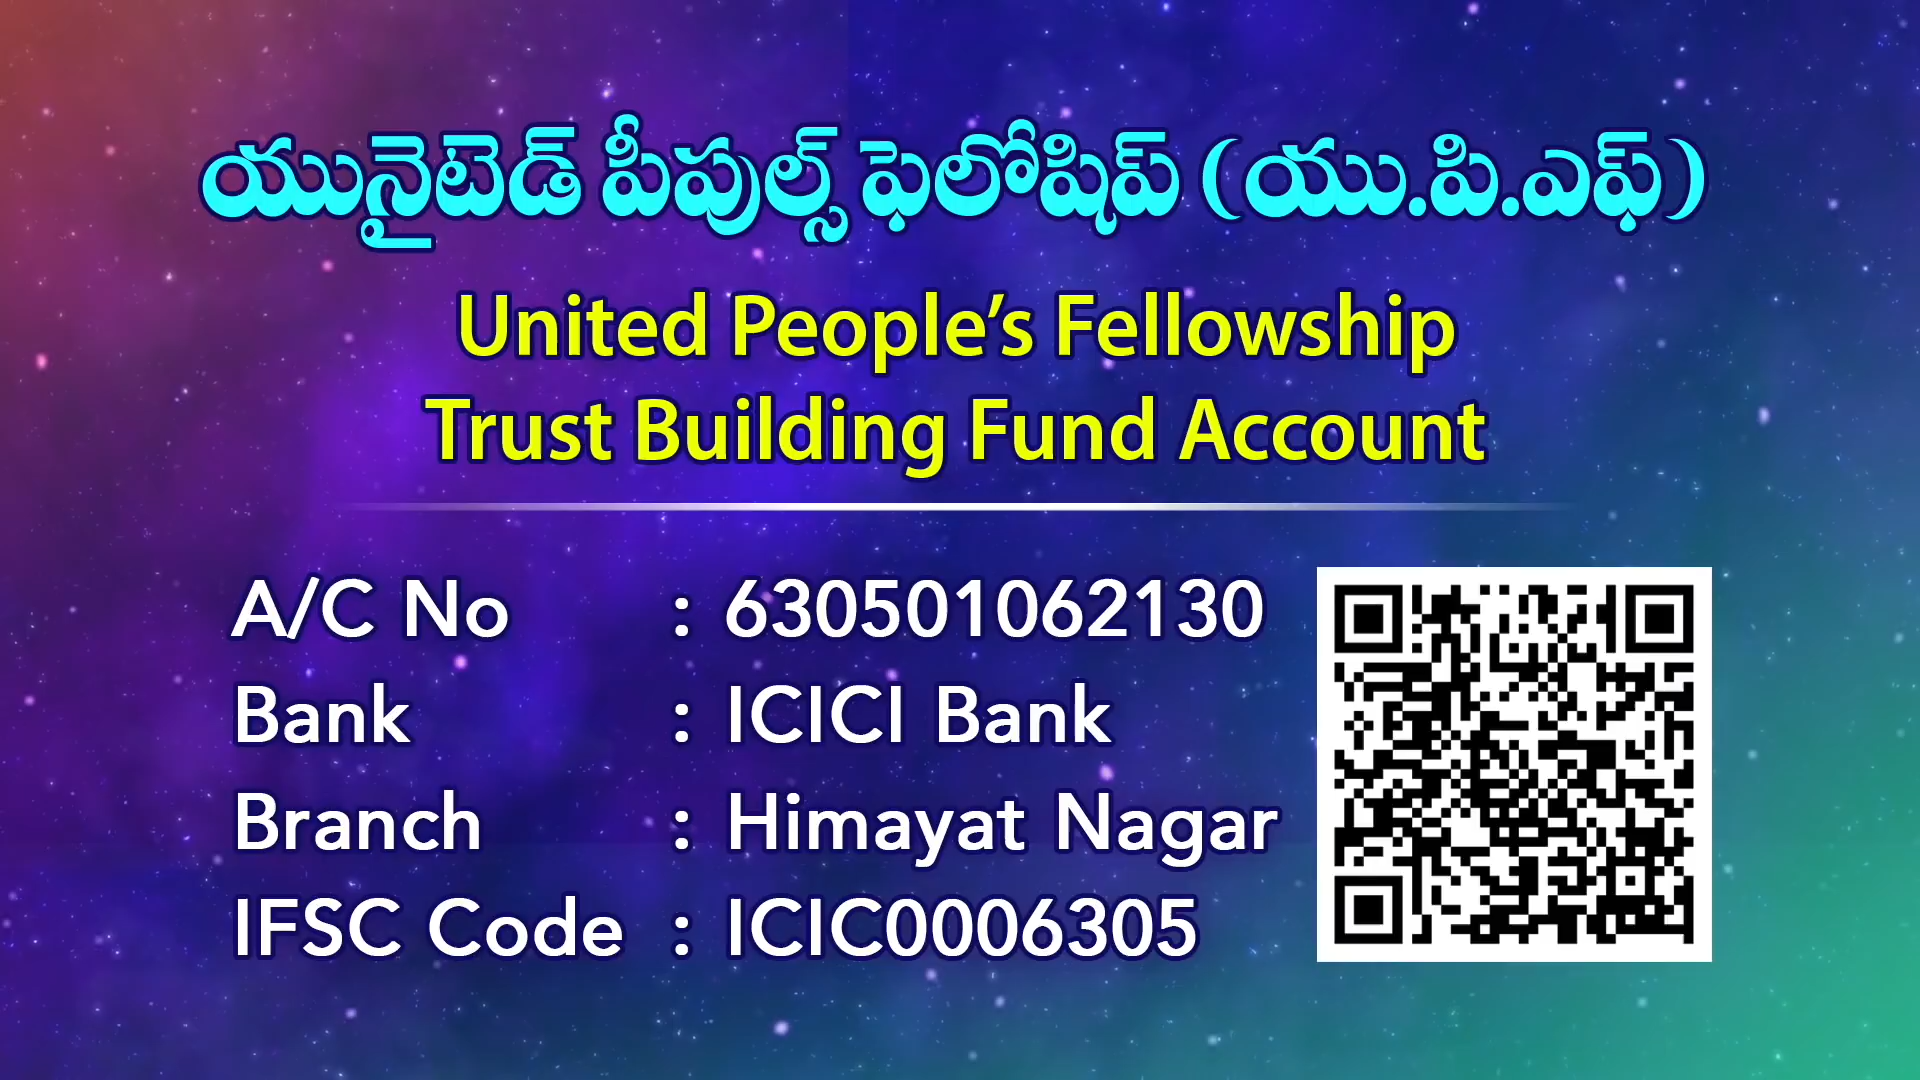 యునైటెడ్ పీపుల్స్ ఫెలోషిప్ (యు.పి.ఎఫ్)
United People’s Fellowship
Trust Building Fund Account
A/C No : 630501062130
Bank : ICICI Bank
Branch : Himayat Nagar
IFSC Code : ICIC0006305